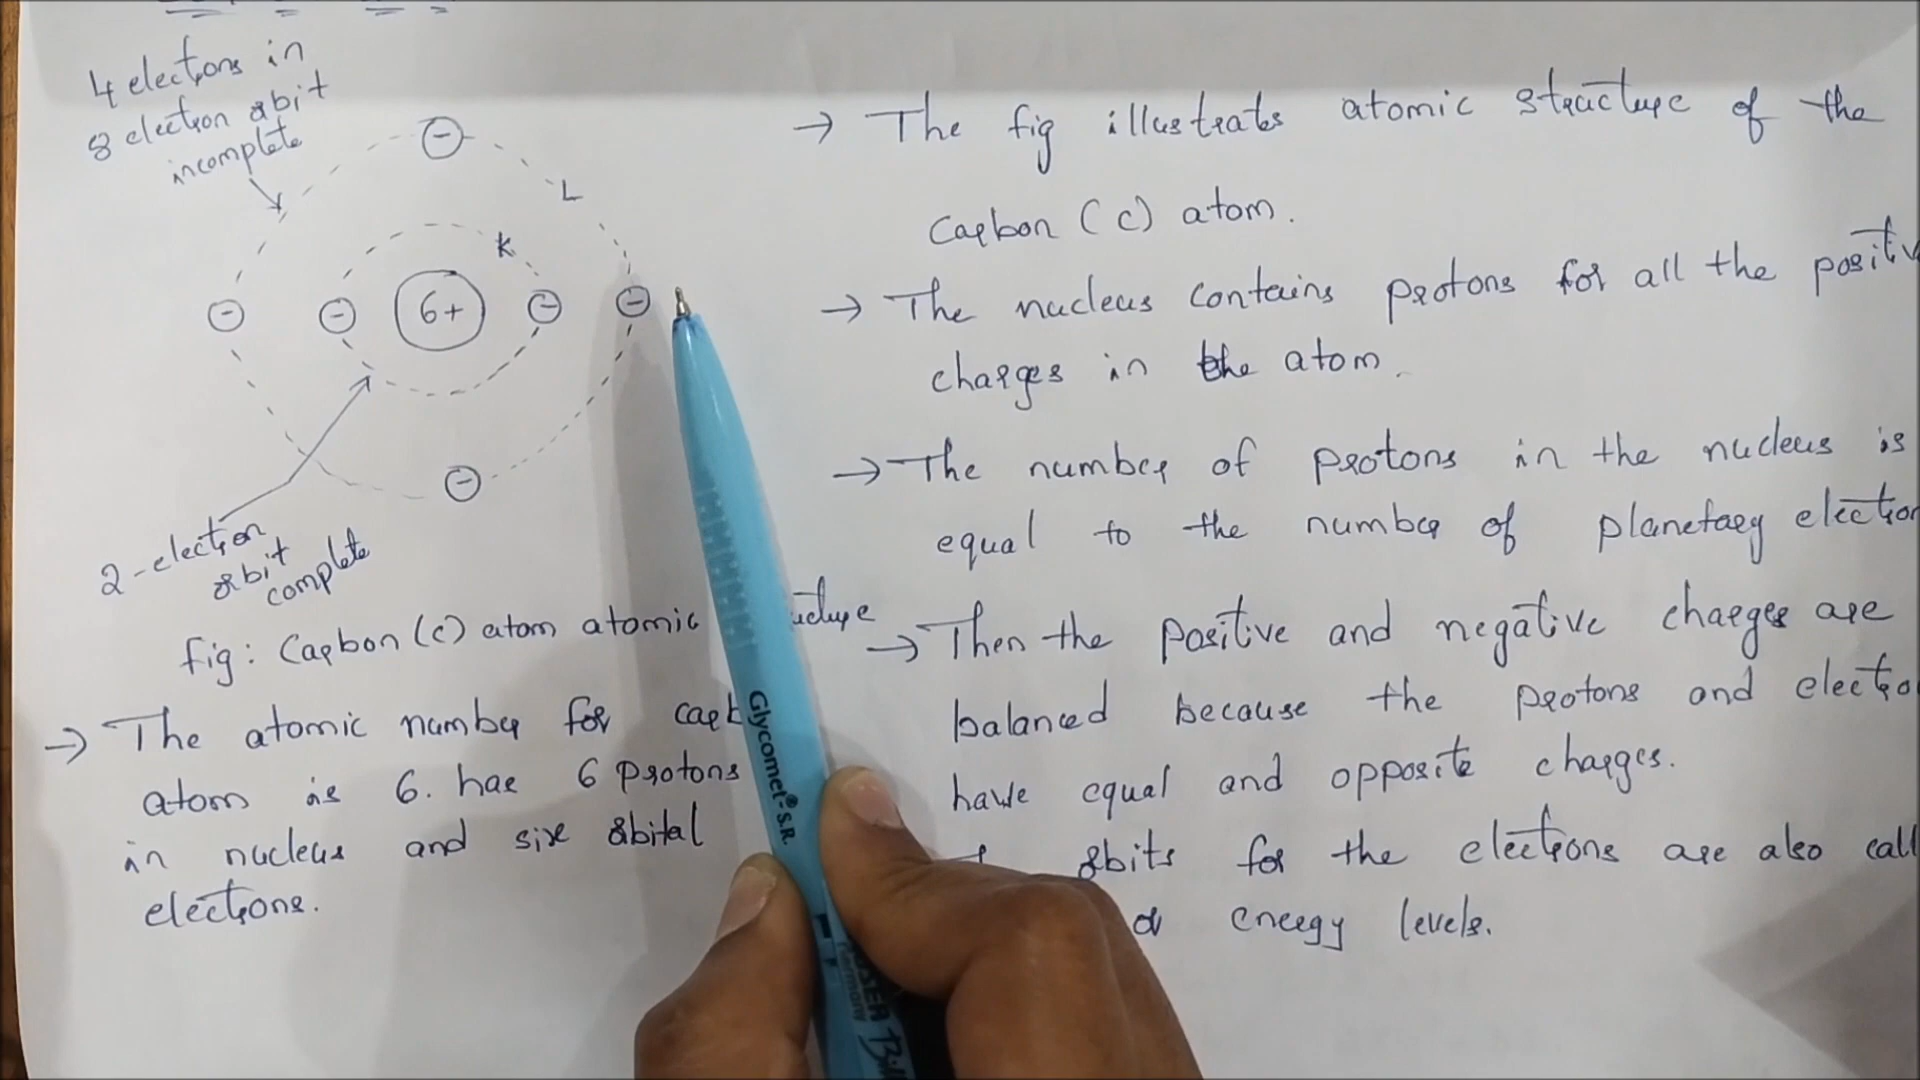 4 electrons in
8 electron orbit
incomplete
L
K
6+
2-electron
orbit
complete
fig: Carbon (c) atom atomic ucture
→ The atomic number for carb
atom is 6. has 6 protons
in nucleus and six orbital
electrons.
→ The fig illustrates atomic structure of the
Carbon (c) atom.
→ The nucleus contains protons for all the positiv
charges in the atom.
→ The number of protons in the nucleus is
equal to the number of planetary electron
→ Then the positive and negative charges are
balanced because the protons and electro
have equal and opposite charges.
orbits for the electrons are also call
energy levels.
Glycomet®-S.R.